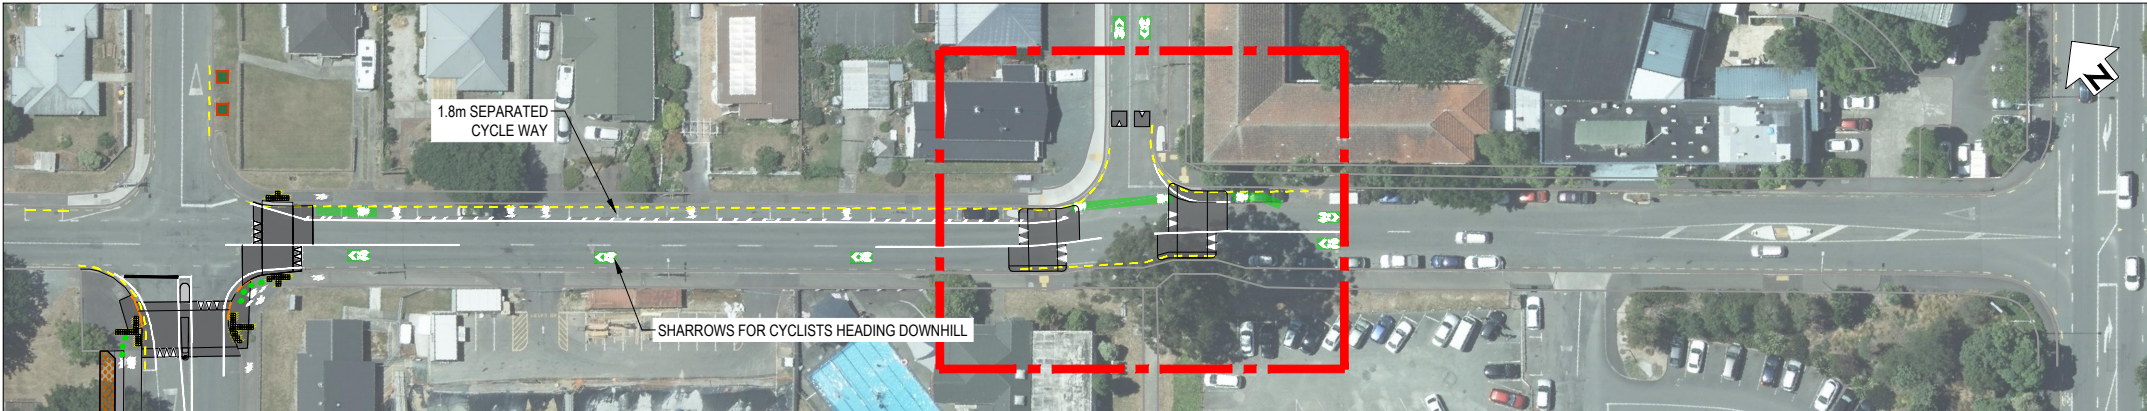 1.8m SEPARATED
CYCLE WAY
N
SHARROWS FOR CYCLISTS HEADING DOWNHILL